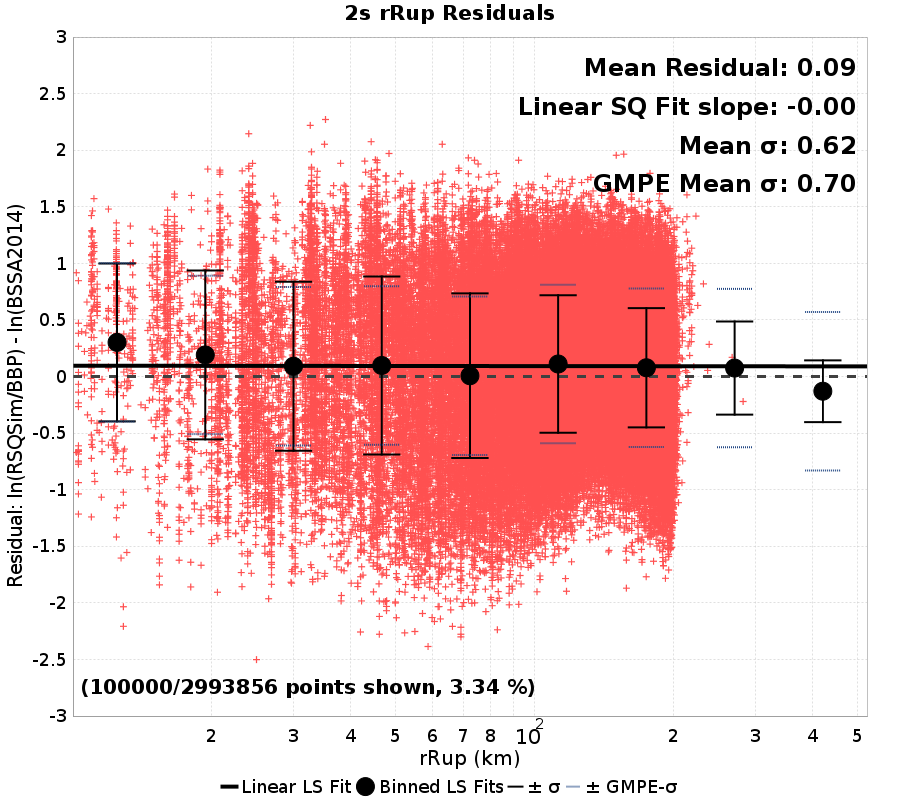 2s rRup Residuals
Mean Residual: 0.09
Linear SQ Fit slope: -0.00
Mean σ: 0.62
GMPE Mean σ: 0.70
Residual: ln(RSQSim/BBP) - ln(BSSA2014)
3
2.5
2
1.5
1
0.5
0
-0.5
-1
-1.5
-2
-2.5
-3
(100000/2993856 points shown, 3.34 %)
2 3 4 5 6 7 8 10² 2 3 4 5
rRup (km)
Linear LS Fit Binned LS Fits ± σ ± GMPE-σ